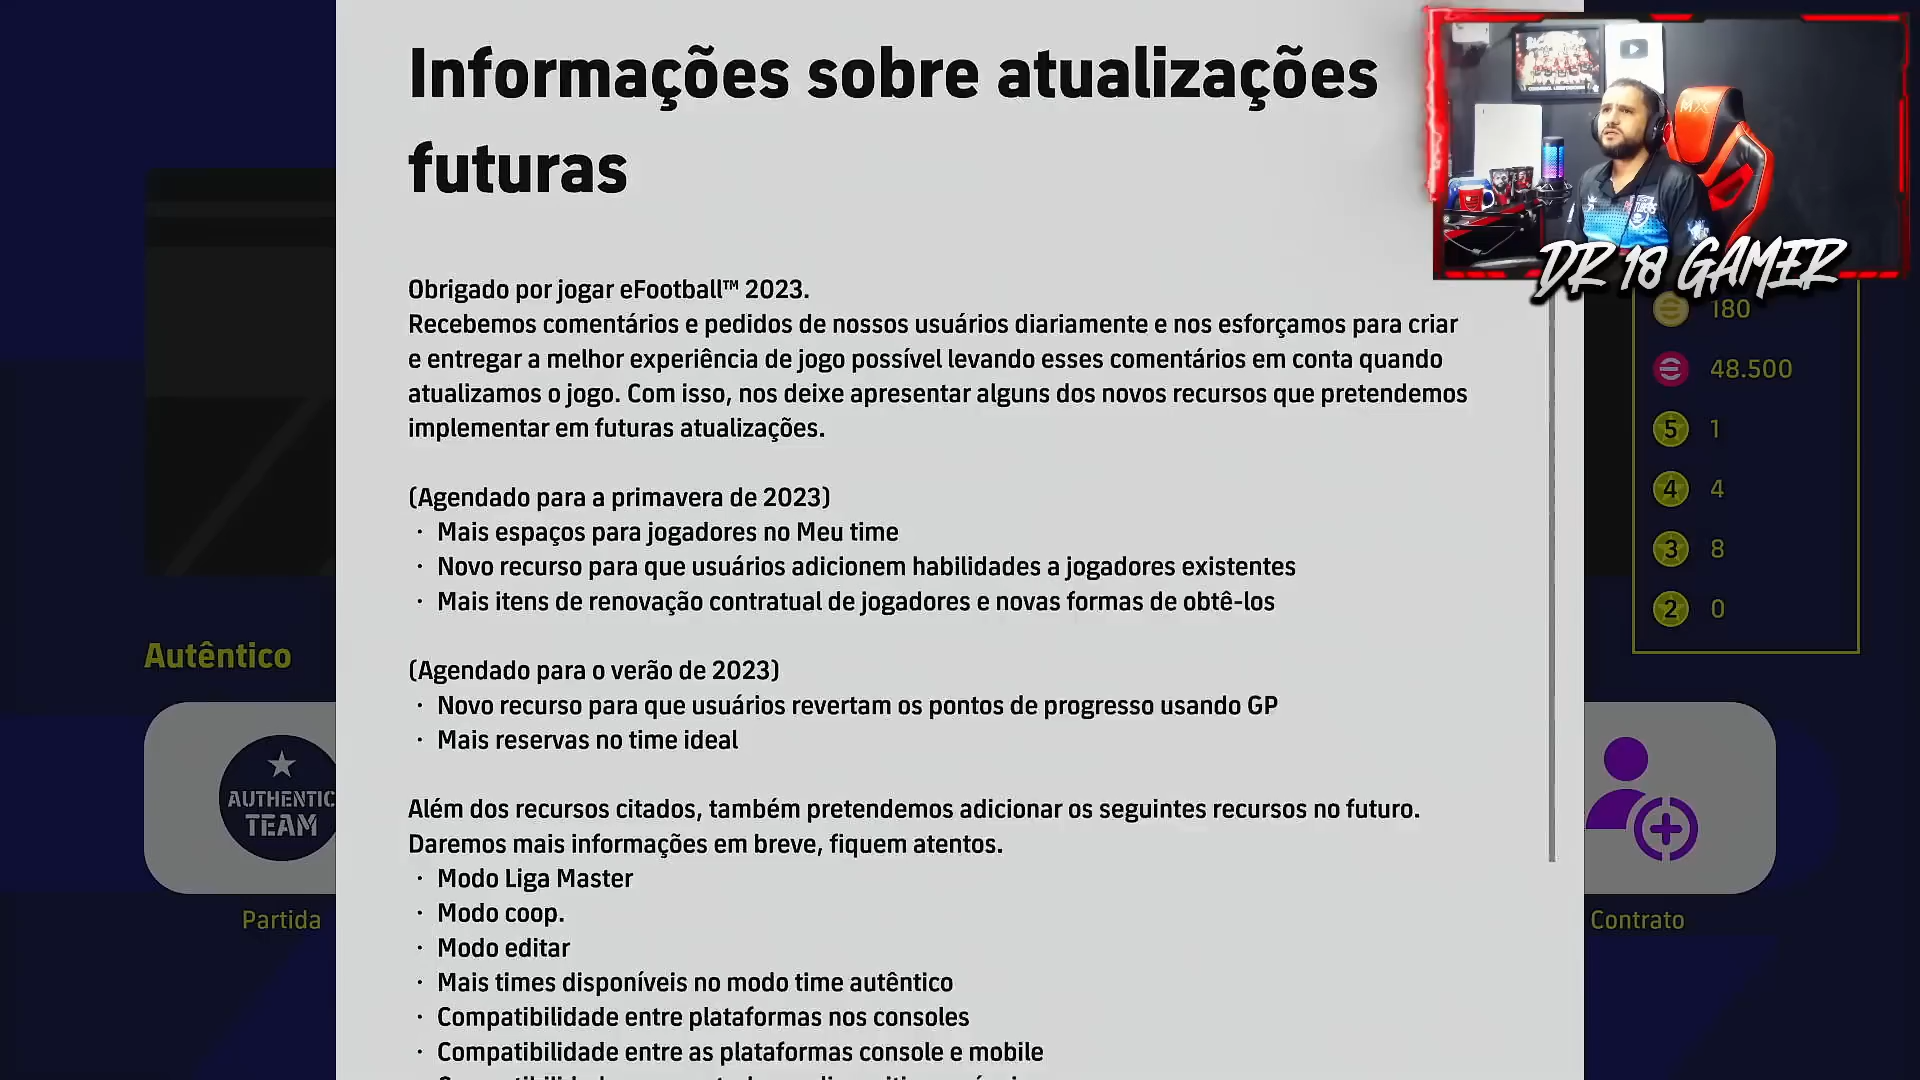 Informações sobre atualizações
futuras
Obrigado por jogar eFootball™ 2023.
Recebemos comentários e pedidos de nossos usuários diariamente e nos esforçamos para criar
e entregar a melhor experiência de jogo possível levando esses comentários em conta quando
atualizamos o jogo. Com isso, nos deixe apresentar alguns dos novos recursos que pretendemos
implementar em futuras atualizações.
(Agendado para a primavera de 2023)
· Mais espaços para jogadores no Meu time
· Novo recurso para que usuários adicionem habilidades a jogadores existentes
· Mais itens de renovação contratual de jogadores e novas formas de obtê-los
(Agendado para o verão de 2023)
· Novo recurso para que usuários revertam os pontos de progresso usando GP
· Mais reservas no time ideal
Além dos recursos citados, também pretendemos adicionar os seguintes recursos no futuro.
Daremos mais informações em breve, fiquem atentos.
· Modo Liga Master
· Modo coop.
· Modo editar
· Mais times disponíveis no modo time autêntico
· Compatibilidade entre plataformas nos consoles
· Compatibilidade entre as plataformas console e mobile
Autêntico
AUTHENTIC
TEAM
Partida
MX
DR 18 GAMER
180
48.500
5 1
4 4
3 8
2 0
Contrato